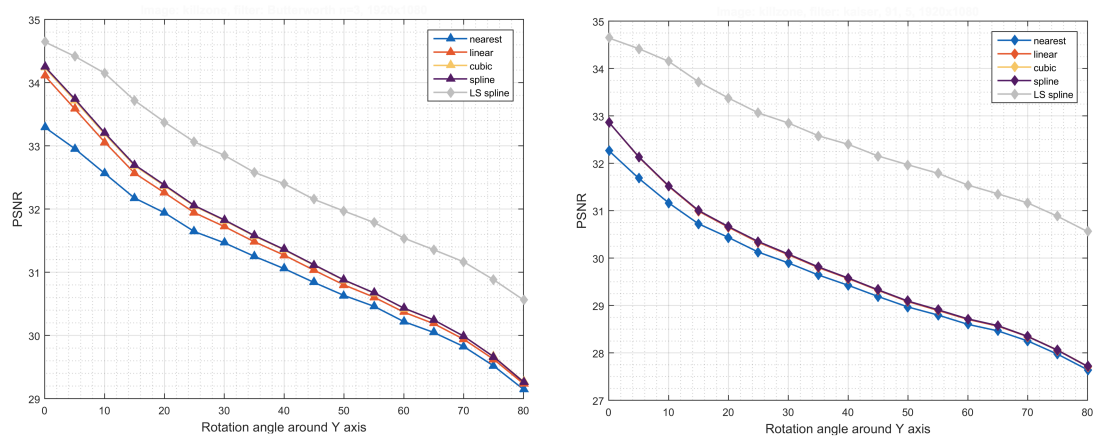 35
34
33
32
31
30
29
PSNR
0 10 20 30 40 50 60 70 80
Rotation angle around Y axis
nearest
linear
cubic
spline
LS spline
35
34
33
32
31
30
29
28
27
PSNR
0 10 20 30 40 50 60 70 80
Rotation angle around Y axis
nearest
linear
cubic
spline
LS spline